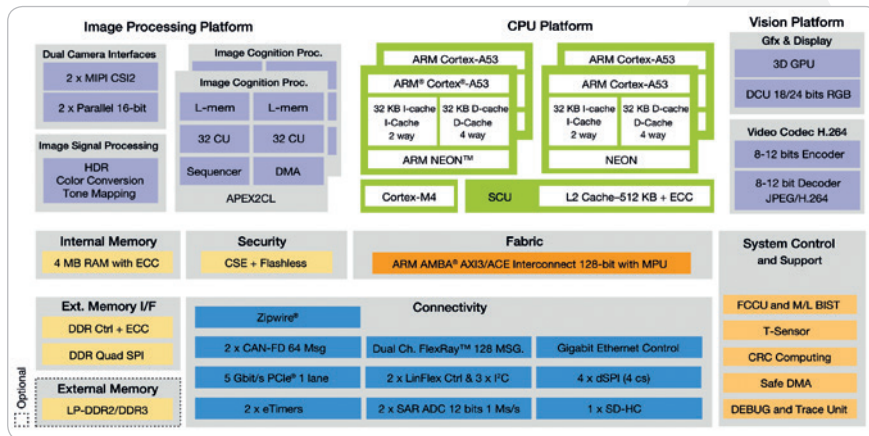 Image Processing Platform
Dual Camera Interfaces
2 x MIPI CSI2
2 x Parallel 16-bit
Image Signal Processing
HDR
Color Conversion
Tone Mapping
Image Cognition Proc.
Image Cognition Proc.
L-mem
L-mem
32 CU
32 CU
Sequencer
DMA
APEX2CL
CPU Platform
ARM Cortex-A53
ARM® Cortex®-A53
32 KB I-cache
I-Cache
2 way
32 KB D-cache
D-Cache
4 way
ARM NEON™
ARM Cortex-A53
ARM Cortex-A53
32 KB I-cache
I-Cache
2 way
32 KB D-cache
D-Cache
4 way
NEON
Cortex-M4
SCU
L2 Cache–512 KB + ECC
Vision Platform
Gfx & Display
3D GPU
DCU 18/24 bits RGB
Video Codec H.264
8-12 bits Encoder
8-12 bit Decoder
JPEG/H.264
Internal Memory
4 MB RAM with ECC
Security
CSE + Flashless
Fabric
ARM AMBA® AXI3/ACE Interconnect 128-bit with MPU
System Control
and Support
FCCU and M/L BIST
T-Sensor
CRC Computing
Safe DMA
DEBUG and Trace Unit
Ext. Memory I/F
DDR Ctrl + ECC
DDR Quad SPI
External Memory
LP-DDR2/DDR3
Optional
Connectivity
Zipwire®
2 x CAN-FD 64 Msg
Dual Ch. FlexRay™ 128 MSG.
Gigabit Ethernet Control
5 Gbit/s PCIe® 1 lane
2 x LinFlex Ctrl & 3 x I²C
4 x dSPI (4 cs)
2 x eTimers
2 x SAR ADC 12 bits 1 Ms/s
1 x SD-HC